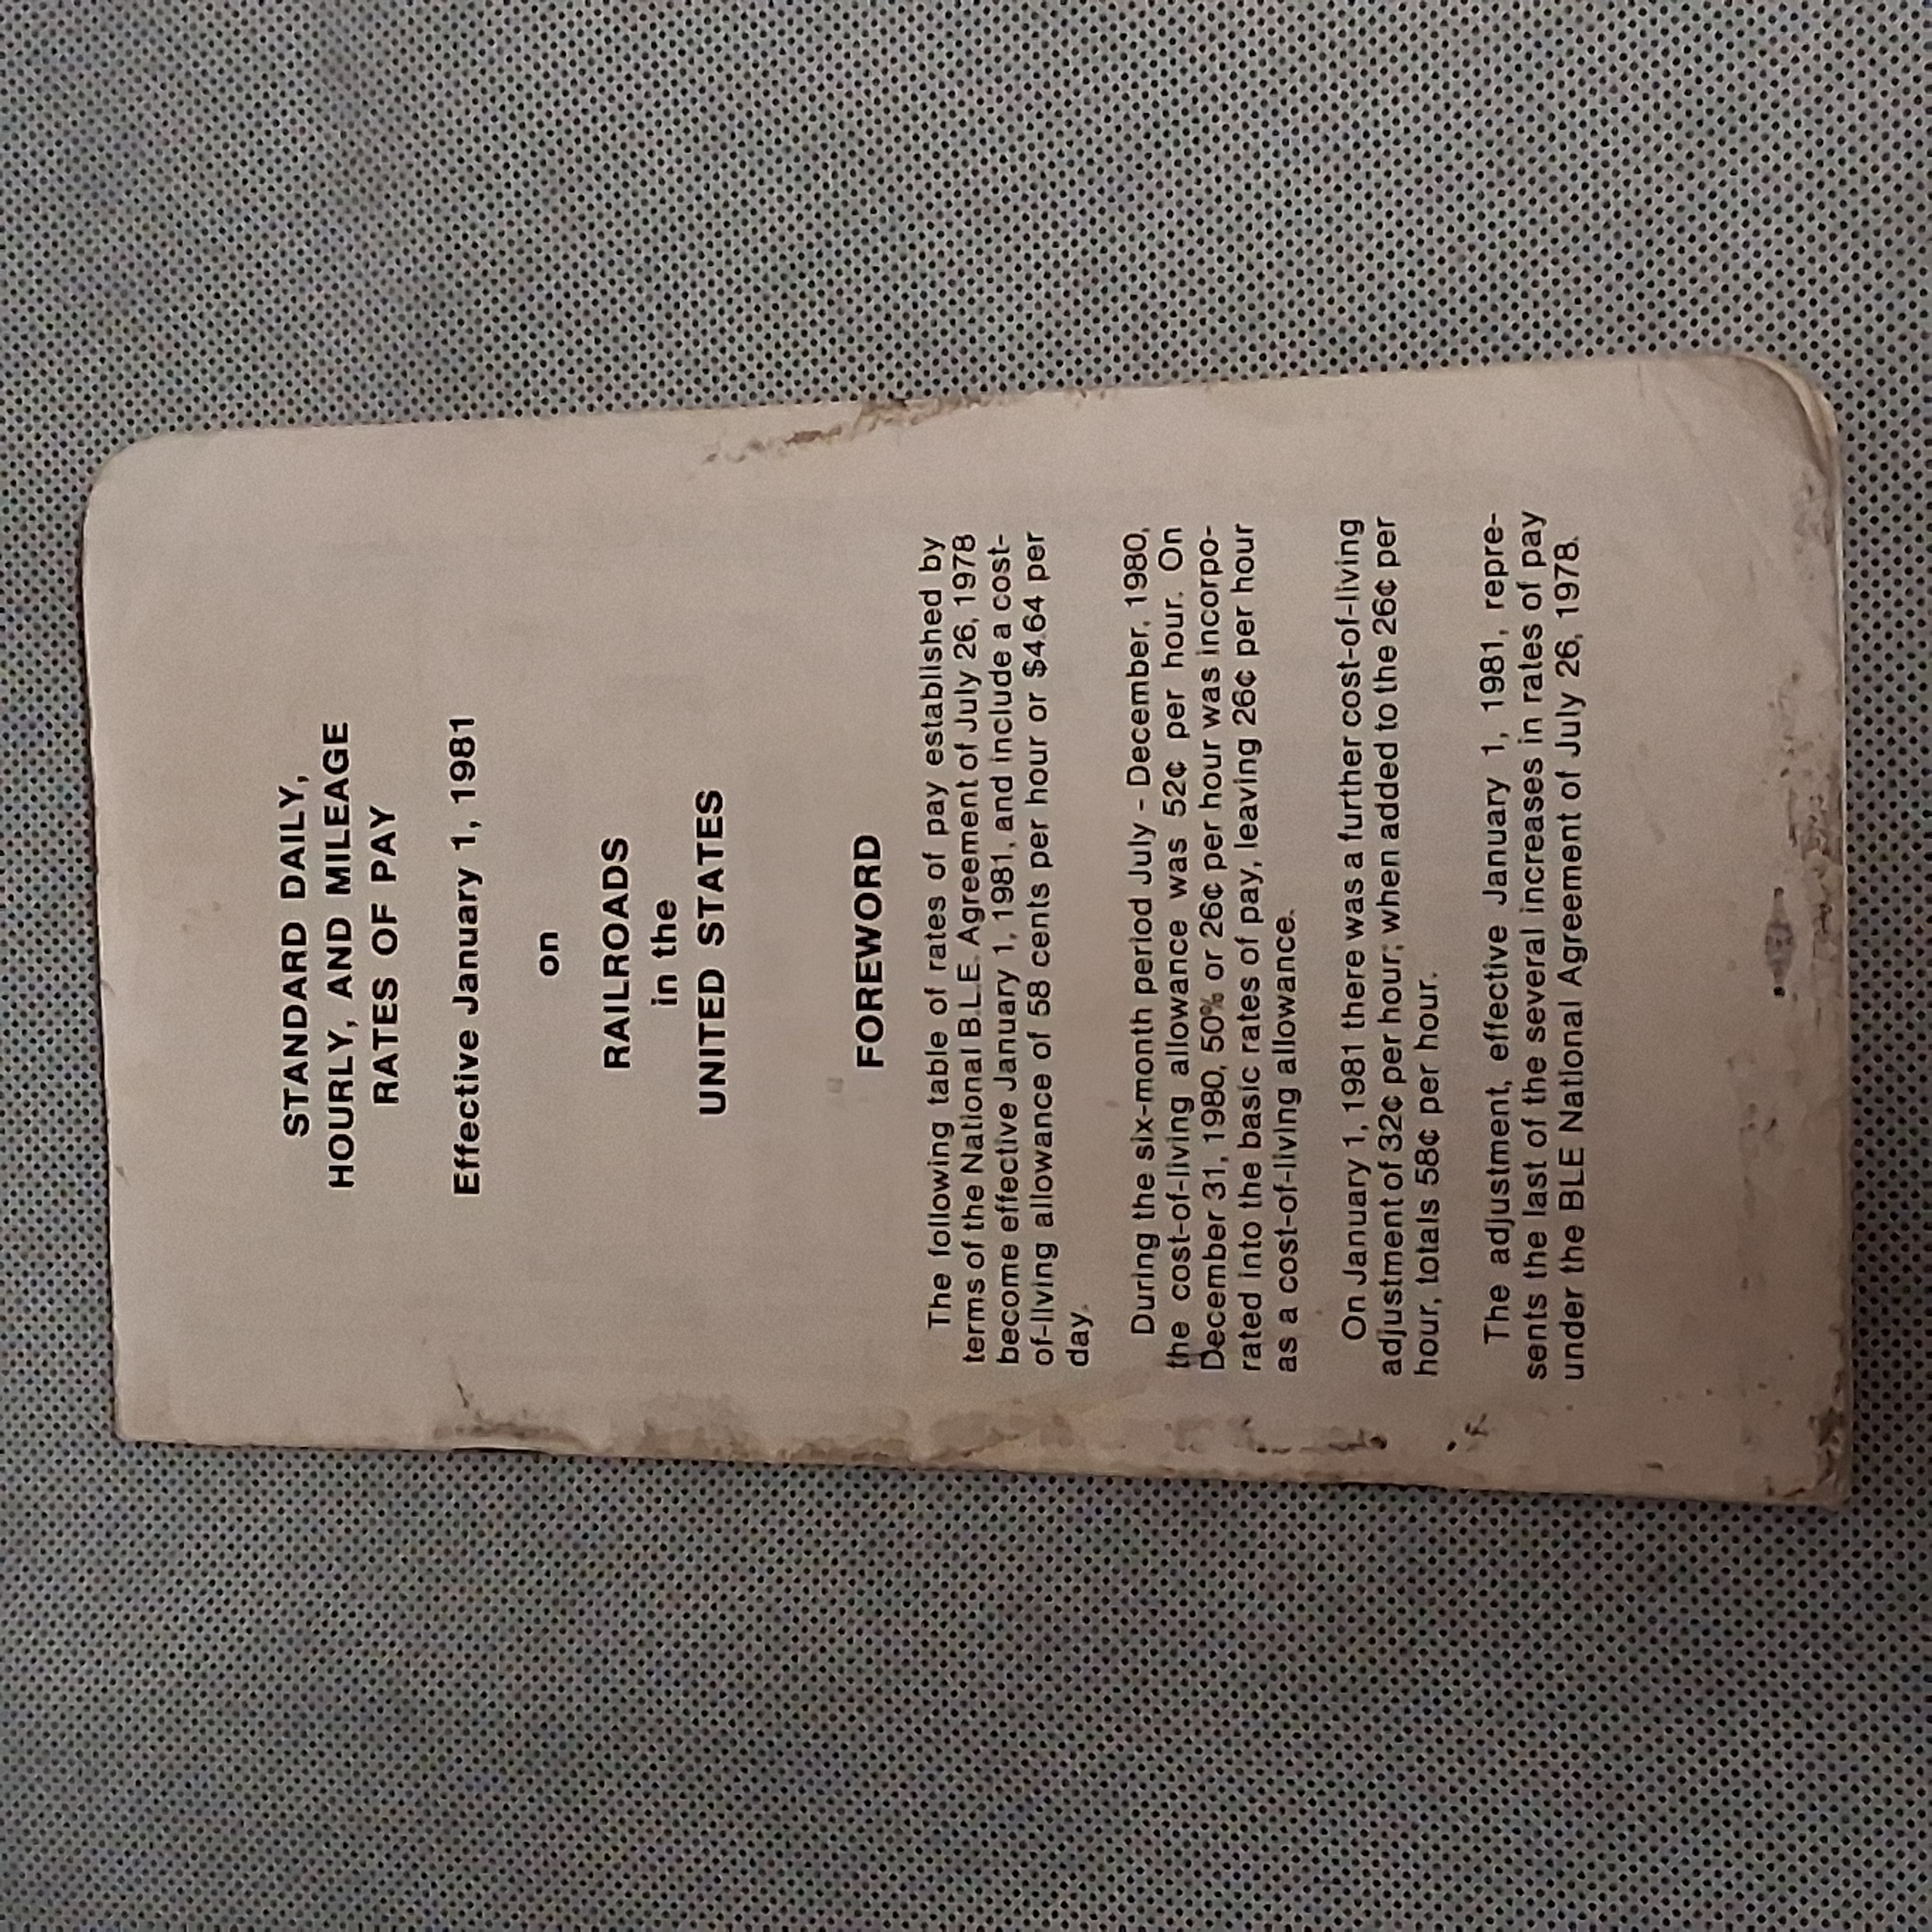 STANDARD DAILY,
HOURLY, AND MILEAGE
RATES OF PAY
Effective January 1, 1981
on
RAILROADS
in the
UNITED STATES
FOREWORD
The following table of rates of pay established by
terms of the National B.L.E. Agreement of July 26, 1978
become effective January 1, 1981, and include a cost-
of-living allowance of 58 cents per hour or $4.64 per
day.
During the six-month period July - December, 1980,
the cost-of-living allowance was 52¢ per hour. On
December 31, 1980, 50% or 26¢ per hour was incorpo-
rated into the basic rates of pay, leaving 26¢ per hour
as a cost-of-living allowance.
On January 1, 1981 there was a further cost-of-living
adjustment of 32¢ per hour; when added to the 26¢ per
hour, totals 58¢ per hour.
The adjustment, effective January 1, 1981, repre-
sents the last of the several increases in rates of pay
under the BLE National Agreement of July 26, 1978.